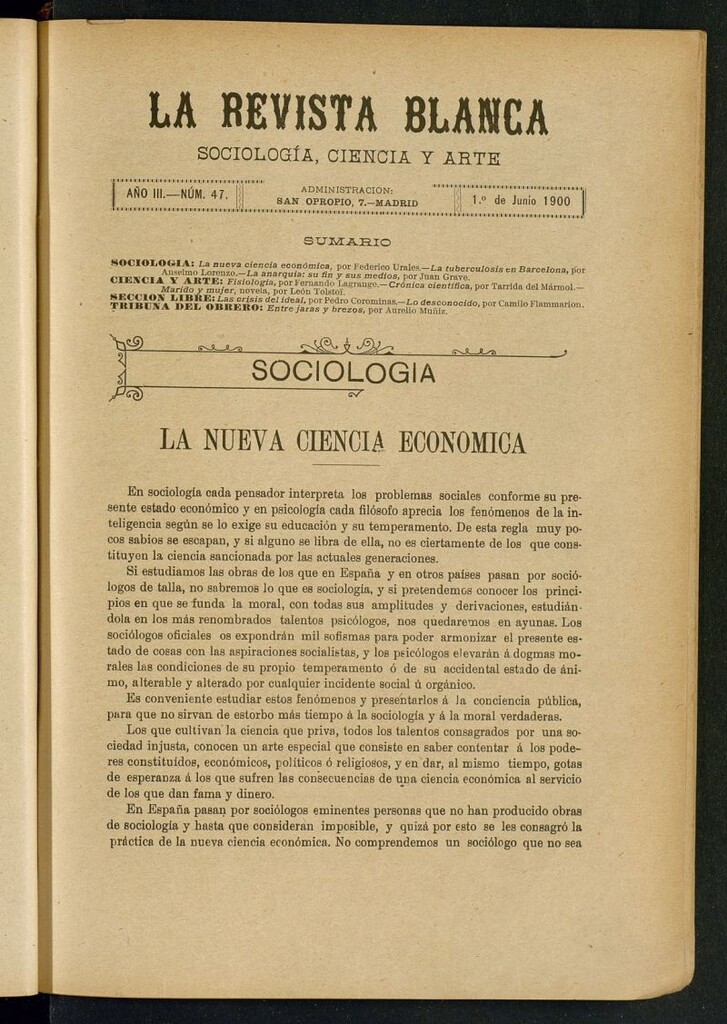 LA REVISTA BLANCA
SOCIOLOGÍA, CIENCIA Y ARTE
AÑO III.—NÚM. 47.
ADMINISTRACION:
SAN OPROPIO, 7.—MADRID
1.º de Junio 1900
SUMARIO
SOCIOLOGIA: La nueva ciencia económica, por Federico Urales.—La tuberculosis en Barcelona, por
Anselmo Lorenzo.—La anarquía: su fin y sus medios, por Juan Grave.
CIENCIA Y ARTE: Fisiología, por Fernando Lagrange.—Crónica científica, por Tarrida del Mármol.—
Marido y mujer, novela, por León Tolstoï.
SECCION LIBRE: Las crisis del ideal, por Pedro Corominas.—Lo desconocido, por Camilo Flammarion.
TRIBUNA DEL OBRERO: Entre jaras y brezos, por Aurelio Muñiz.
SOCIOLOGIA
LA NUEVA CIENCIA ECONOMICA
En sociología cada pensador interpreta los problemas sociales conforme su pre-
sente estado económico y en psicología cada filósofo aprecia los fenómenos de la in-
teligencia según se lo exige su educación y su temperamento. De esta regla muy po-
cos sabios se escapan, y si alguno se libra de ella, no es ciertamente de los que cons-
tituyen la ciencia sancionada por las actuales generaciones.
Si estudiamos las obras de los que en España y en otros países pasan por soció-
logos de talla, no sabremos lo que es sociología, y si pretendemos conocer los princi-
pios en que se funda la moral, con todas sus amplitudes y derivaciones, estudián-
dola en los más renombrados talentos psicólogos, nos quedaremos en ayunas. Los
sociólogos oficiales os expondrán mil sofismas para poder armonizar el presente es-
tado de cosas con las aspiraciones socialistas, y los psicólogos elevarán á dogmas mo-
rales las condiciones de su propio temperamento ó de su accidental estado de áni-
mo, alterable y alterado por cualquier incidente social ú orgánico.
Es conveniente estudiar estos fenómenos y presentarlos á la conciencia pública,
para que no sirvan de estorbo más tiempo á la sociología y á la moral verdaderas.
Los que cultivan la ciencia que priva, todos los talentos consagrados por una so-
ciedad injusta, conocen un arte especial que consiste en saber contentar á los pode-
res constituídos, económicos, políticos ó religiosos, y en dar, al mismo tiempo, gotas
de esperanza á los que sufren las consecuencias de una ciencia económica al servicio
de los que dan fama y dinero.
En España pasan por sociólogos eminentes personas que no han producido obras
de sociología y hasta que consideran imposible, y quizá por esto se les consagró la
práctica de la nueva ciencia económica. No comprendemos un sociólogo que no sea